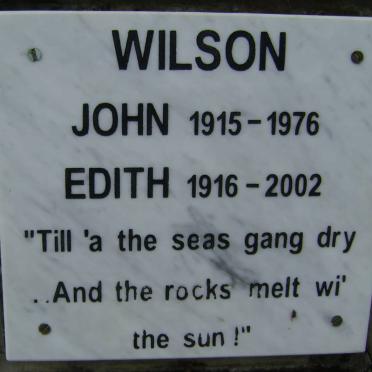 WILSON
JOHN 1915-1976
EDITH 1916-2002
"Till 'a the seas gang dry
..And the rocks melt wi'
the sun!"